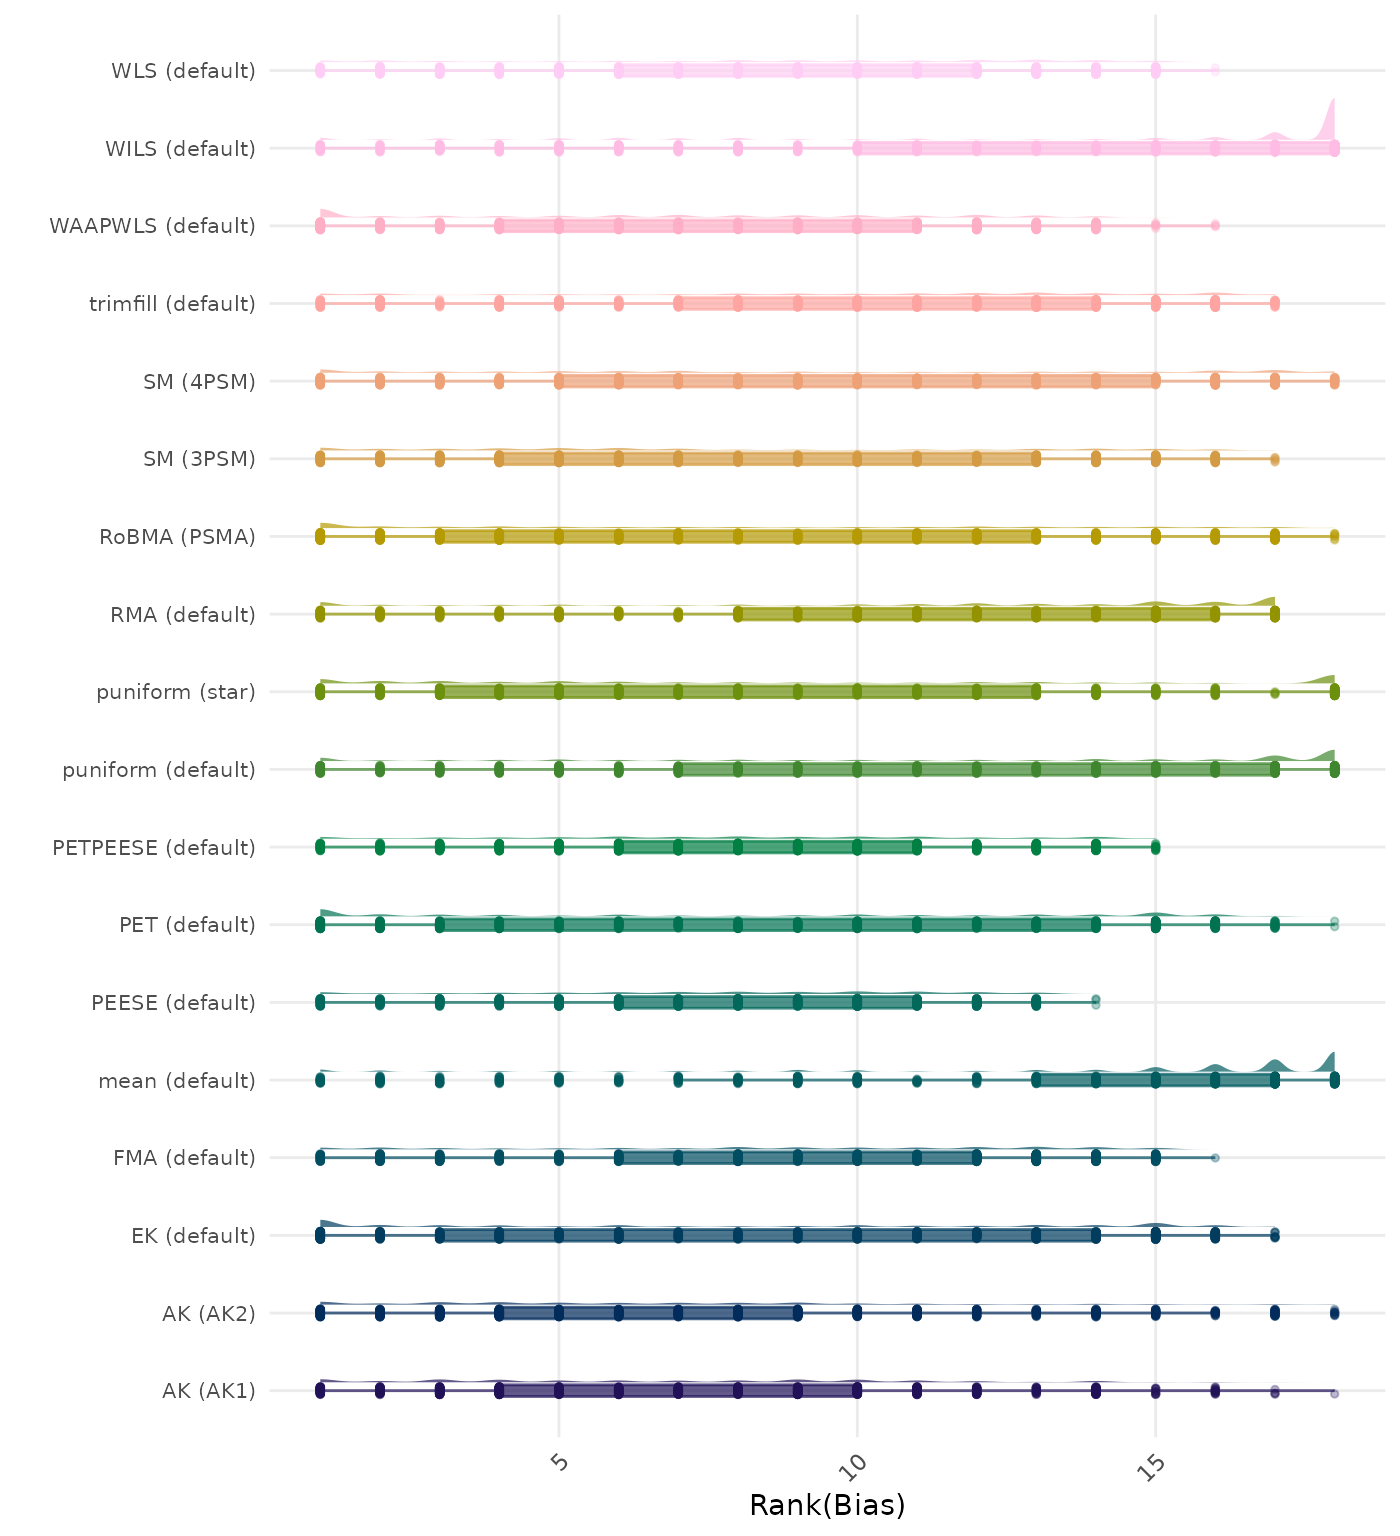 WLS (default)
WILS (default)
WAAPWLS (default)
trimfill (default)
SM (4PSM)
SM (3PSM)
RoBMA (PSMA)
RMA (default)
puniform (star)
puniform (default)
PETPEESE (default)
PET (default)
PEESE (default)
mean (default)
FMA (default)
EK (default)
AK (AK2)
AK (AK1)
5 10 15
Rank(Bias)